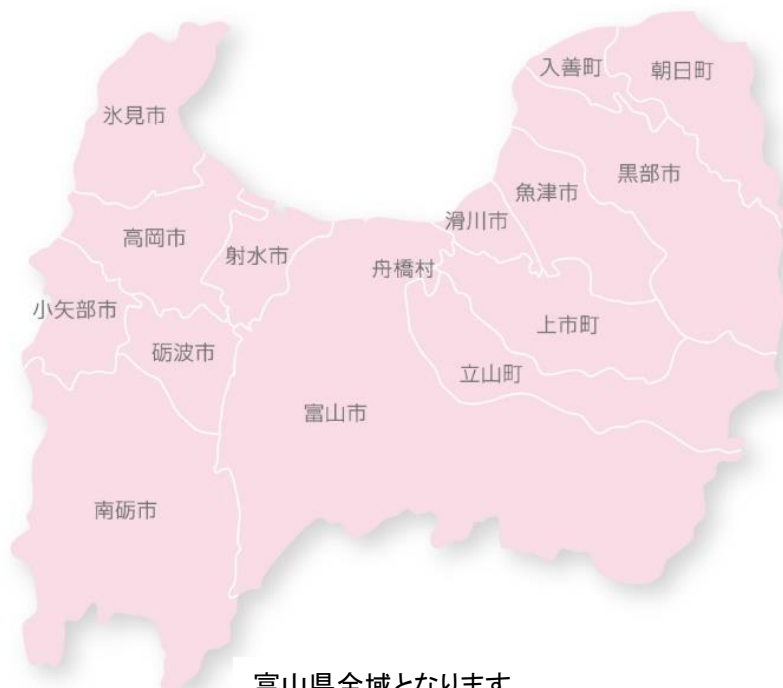 入善町
朝日町
氷見市
黒部市
魚津市
滑川市
高岡市
射水市
舟橋村
小矢部市
上市町
砺波市
立山町
富山市
南砺市
富山県全域となります